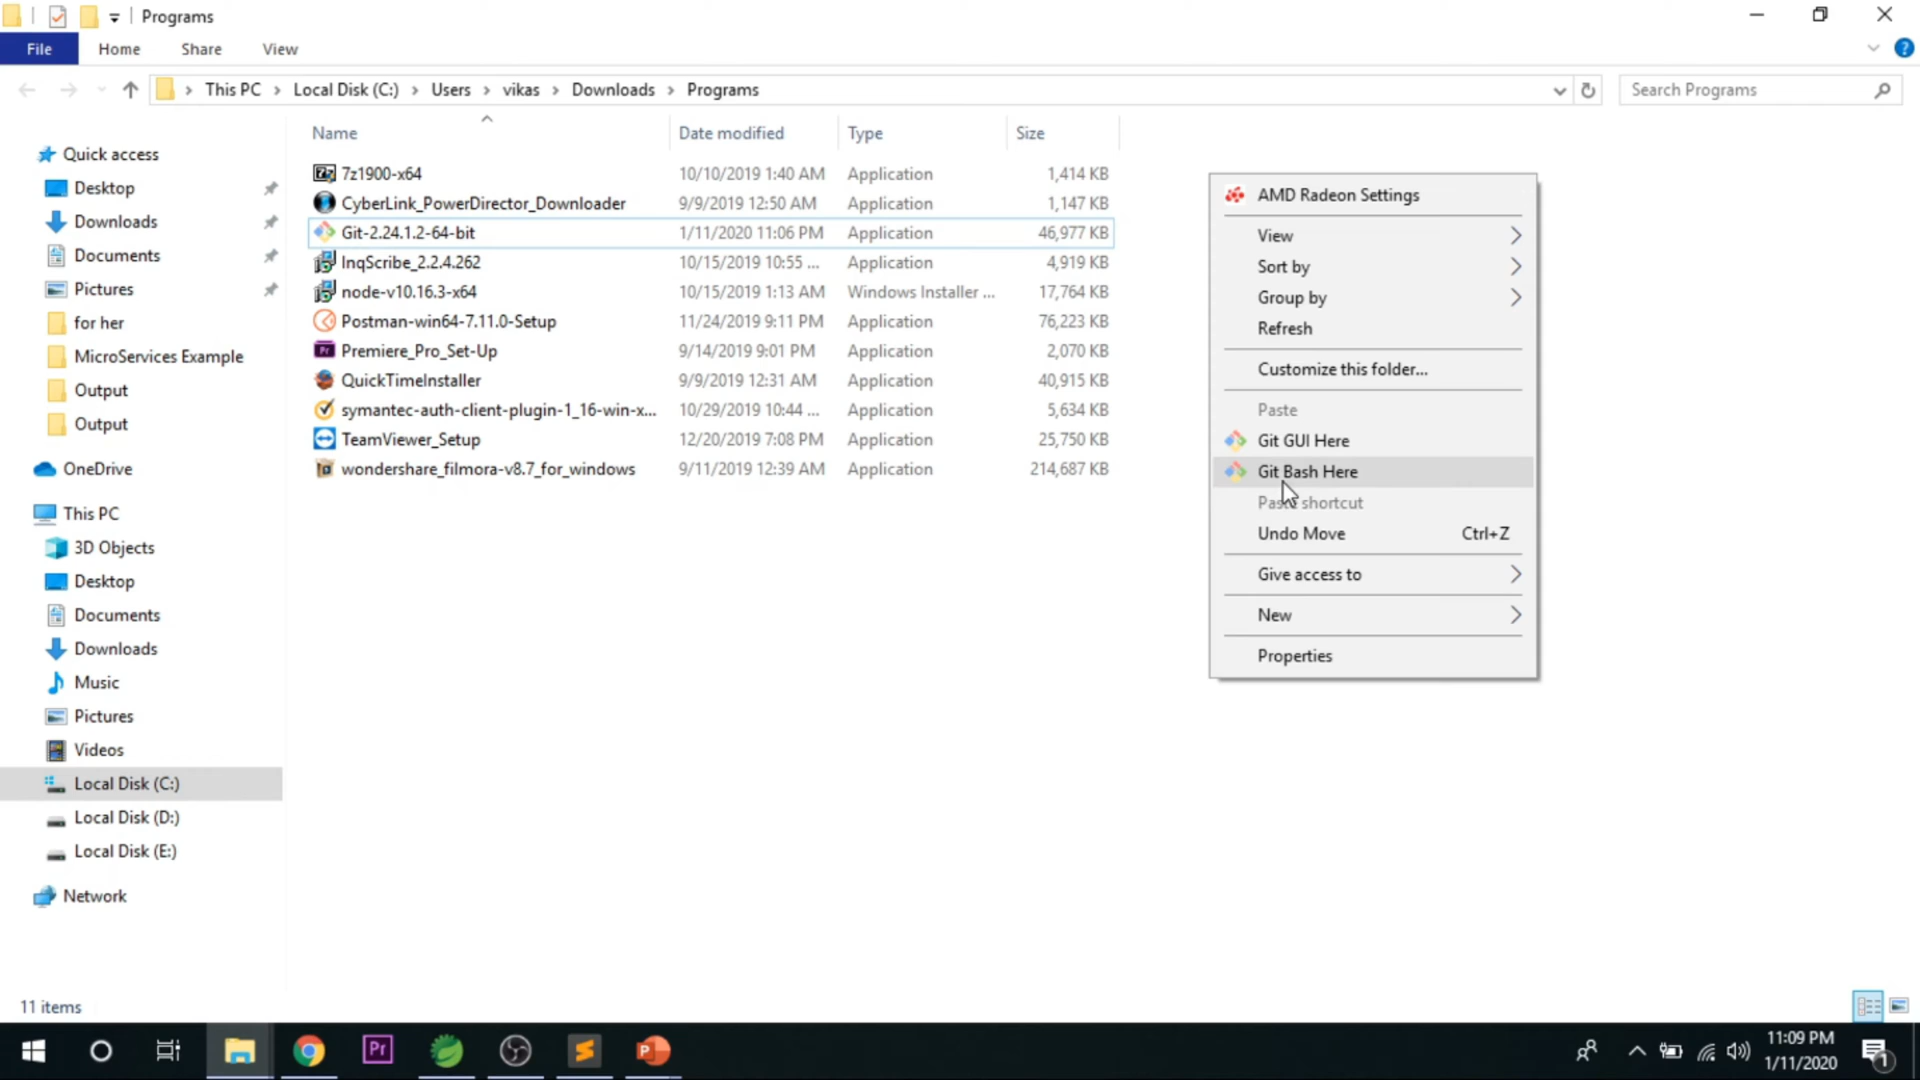 Programs
File Home Share View
This PC Local Disk (C:) Users vikas Downloads Programs Search Programs
Name Date modified Type Size
Quick access
Desktop
Downloads
Documents
Pictures
for her
MicroServices Example
Output
Output
OneDrive
This PC
3D Objects
Desktop
Documents
Downloads
Music
Pictures
Videos
Local Disk (C:)
Local Disk (D:)
Local Disk (E:)
Network
7z1900-x64 10/10/2019 1:40 AM Application 1,414 KB
CyberLink_PowerDirector_Downloader 9/9/2019 12:50 AM Application 1,147 KB
Git-2.24.1.2-64-bit 1/11/2020 11:06 PM Application 46,977 KB
InqScribe_2.2.4.262 10/15/2019 10:55 ... Application 4,919 KB
node-v10.16.3-x64 10/15/2019 1:13 AM Windows Installer ... 17,764 KB
Postman-win64-7.11.0-Setup 11/24/2019 9:11 PM Application 76,223 KB
Premiere_Pro_Set-Up 9/14/2019 9:01 PM Application 2,070 KB
QuickTimeInstaller 9/9/2019 12:31 AM Application 40,915 KB
symantec-auth-client-plugin-1_16-win-x... 10/29/2019 10:44 ... Application 5,634 KB
TeamViewer_Setup 12/20/2019 7:08 PM Application 25,750 KB
wondershare_filmora-v8.7_for_windows 9/11/2019 12:39 AM Application 214,687 KB
AMD Radeon Settings
View
Sort by
Group by
Refresh
Customize this folder...
Paste
Git GUI Here
Git Bash Here
Paste shortcut
Undo Move Ctrl+Z
Give access to
New
Properties
11 items
Pr
P
11:09 PM
1/11/2020
1